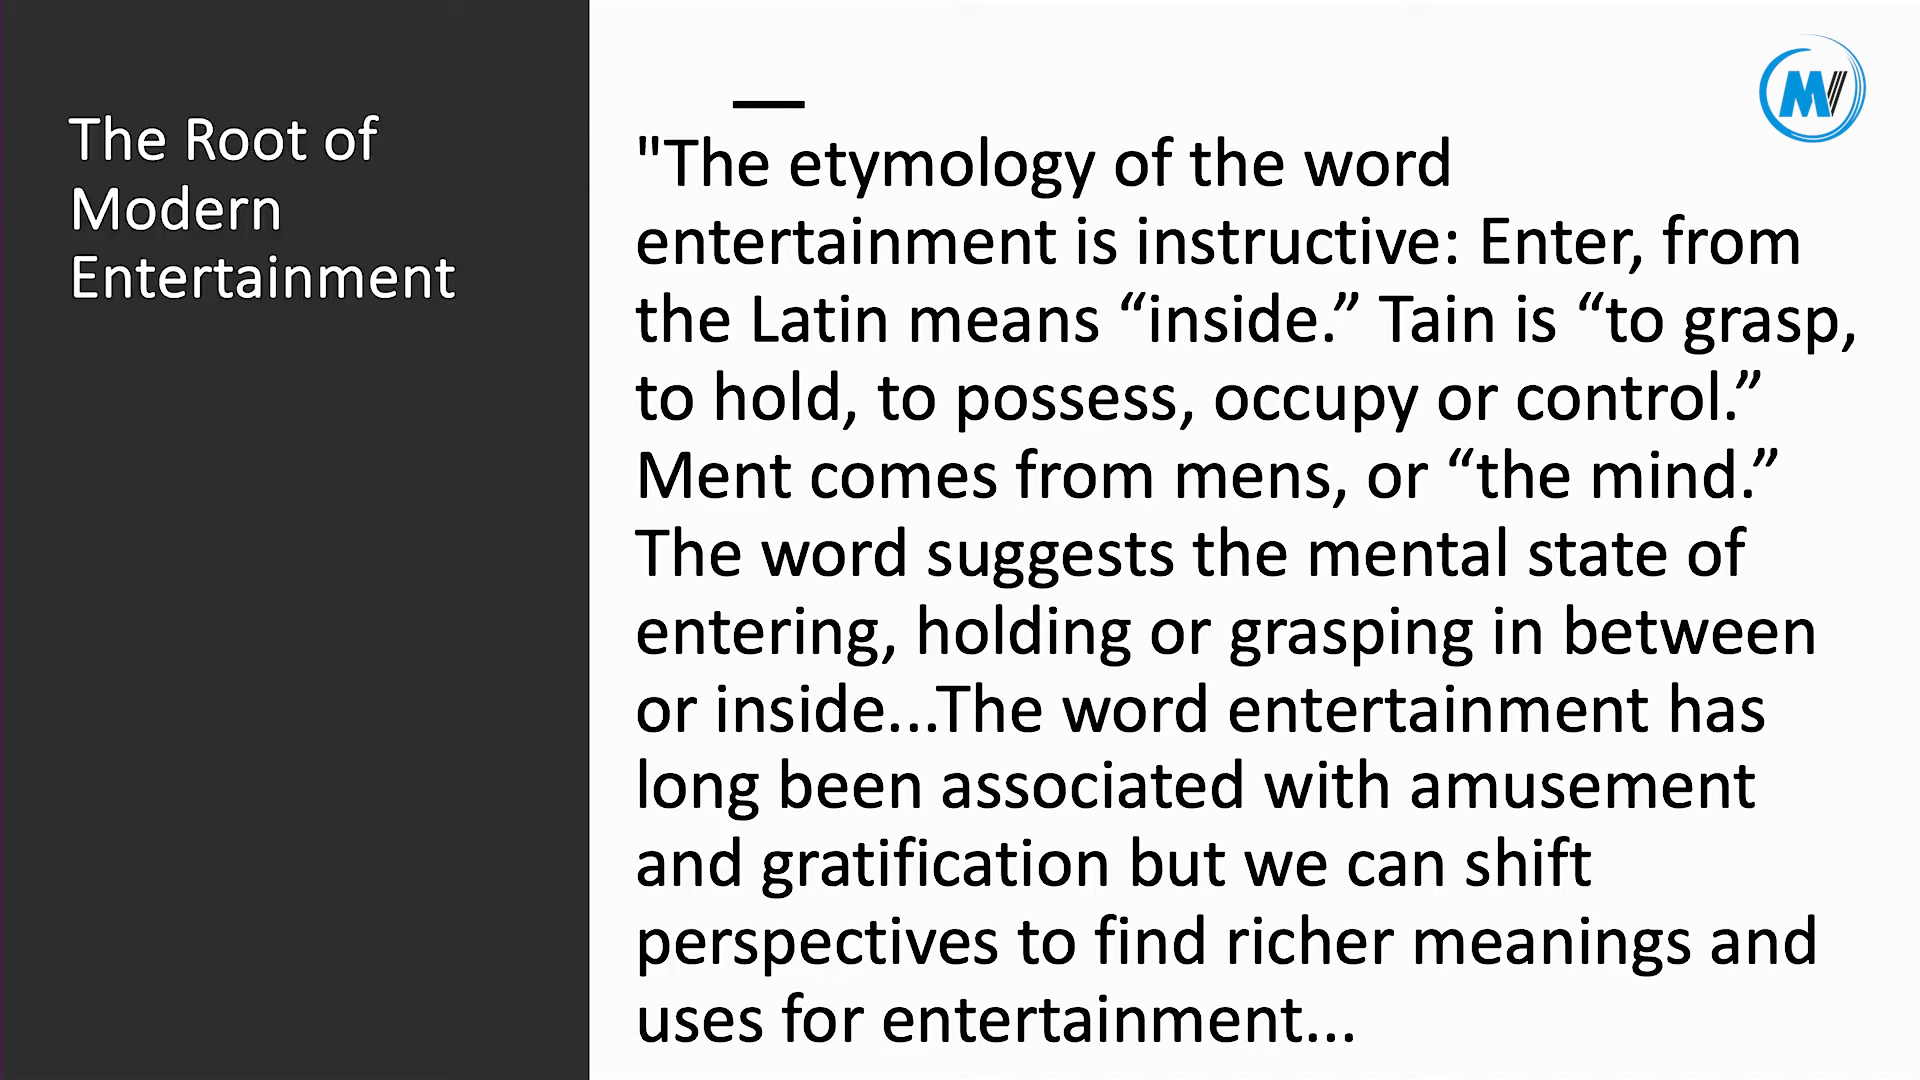 The Root of
Modern
Entertainment
"The etymology of the word
entertainment is instructive: Enter, from
the Latin means “inside.” Tain is “to grasp,
to hold, to possess, occupy or control.”
Ment comes from mens, or “the mind.”
The word suggests the mental state of
entering, holding or grasping in between
or inside...The word entertainment has
long been associated with amusement
and gratification but we can shift
perspectives to find richer meanings and
uses for entertainment...
MV